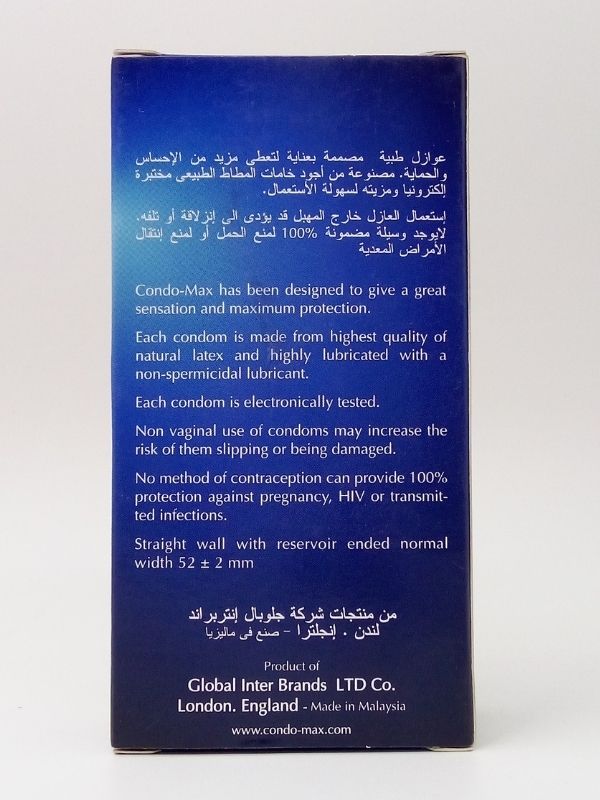 عوازل طبية مصممة بعناية لتعطى مزيد من الإحساس
والحماية. مصنوعة من أجود خامات المطاط الطبيعى مختبرة
إلكترونيا ومزيته لسهولة الأستعمال.
إستعمال العازل خارج المهبل قد يؤدى الى إنزلاقة أو تلفه.
لايوجد وسيلة مضمونة 100% لمنع الحمل أو لمنع إنتقال
الأمراض المعدية
Condo-Max has been designed to give a great
sensation and maximum protection.
Each condom is made from highest quality of
natural latex and highly lubricated with a
non-spermicidal lubricant.
Each condom is electronically tested.
Non vaginal use of condoms may increase the
risk of them slipping or being damaged.
No method of contraception can provide 100%
protection against pregnancy, HIV or transmit-
ted infections.
Straight wall with reservoir ended normal
width 52 ± 2 mm
من منتجات شركة جلوبال إنتربراند
لندن . إنجلترا - صنع فى ماليزيا
Product of
Global Inter Brands LTD Co.
London. England - Made in Malaysia
www.condo-max.com